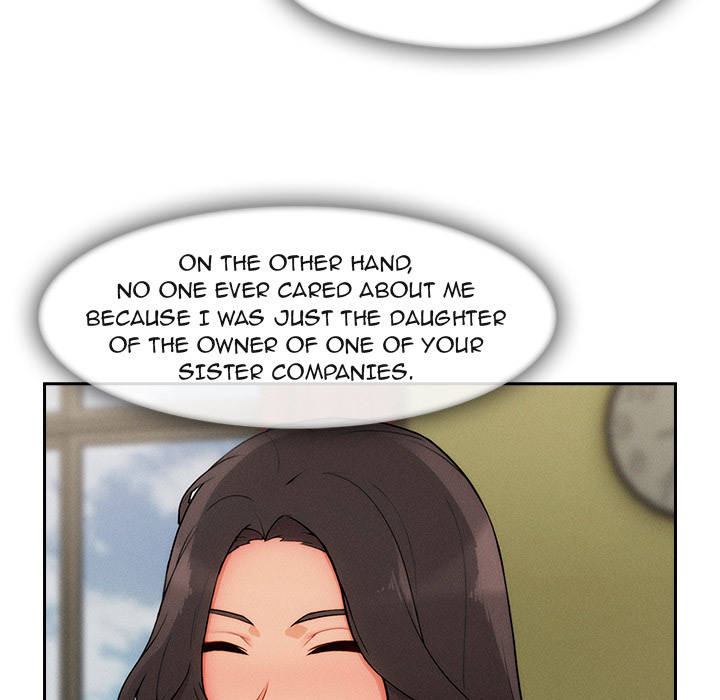 ON THE OTHER HAND,
NO ONE EVER CARED ABOUT ME
BECAUSE I WAS JUST THE DAUGHTER
OF THE OWNER OF ONE OF YOUR
SISTER COMPANIES.